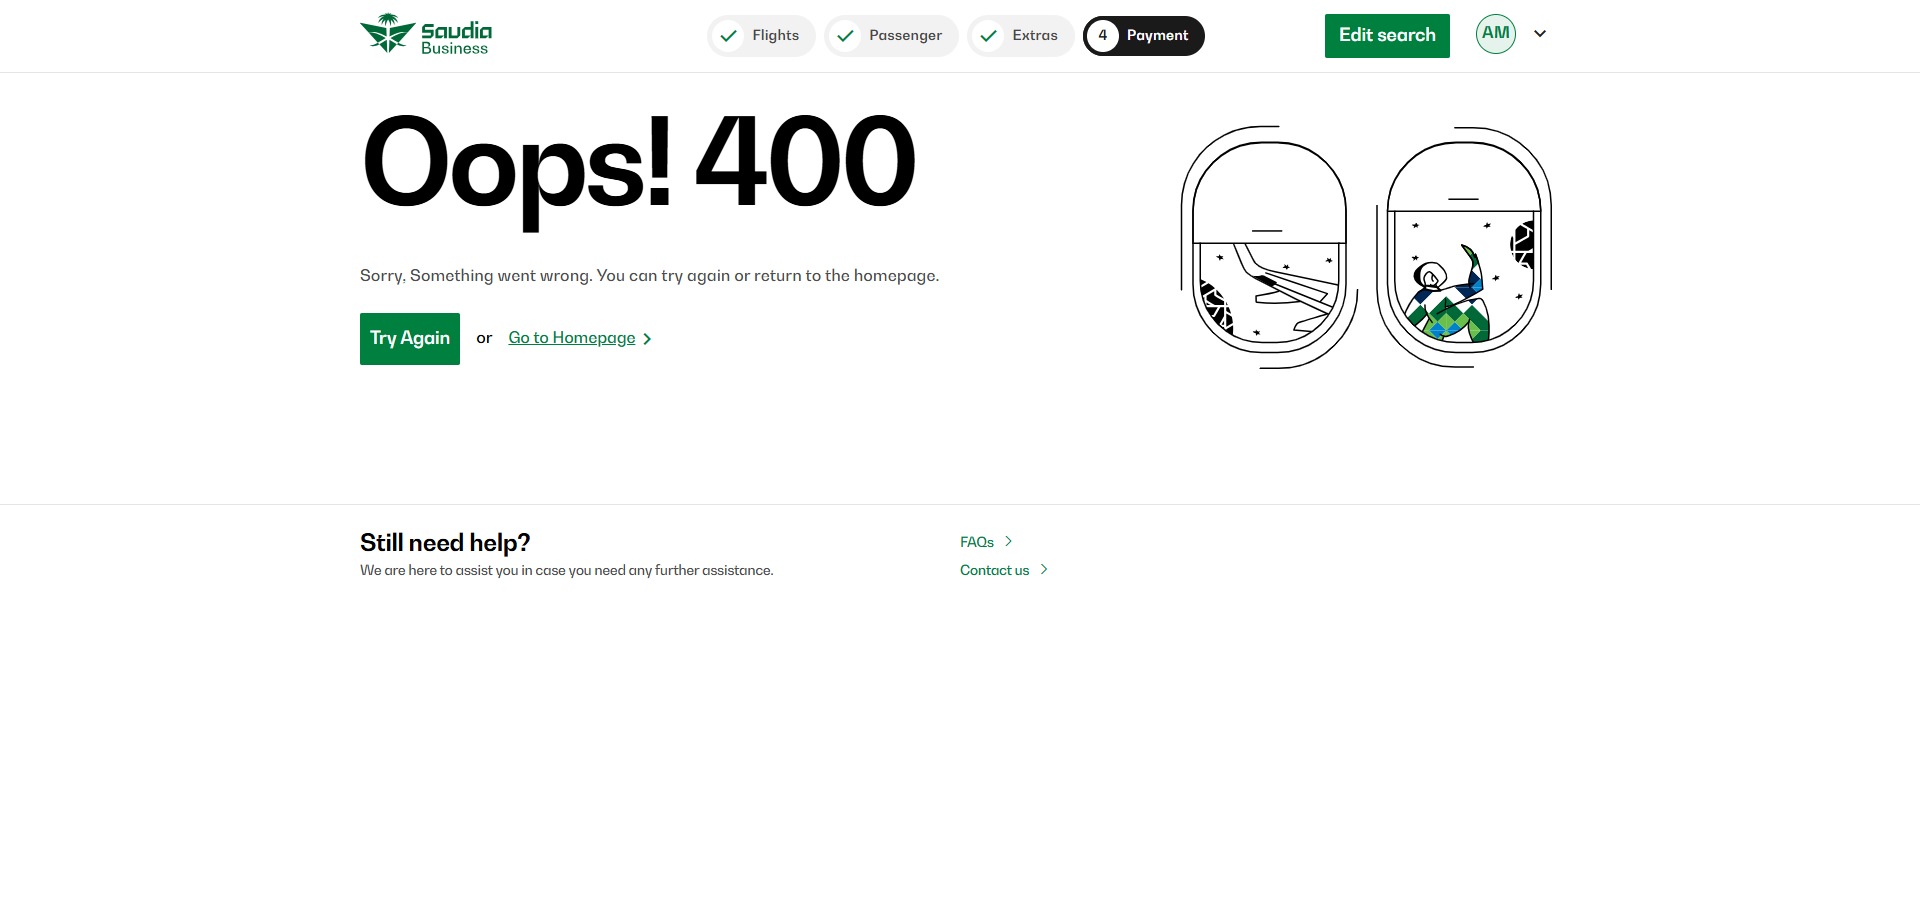 Saudia
Business
Flights
Passenger
Extras
4 Payment
Edit search
AM
Oops! 400
Sorry, Something went wrong. You can try again or return to the homepage.
Try Again or Go to Homepage
Still need help?
We are here to assist you in case you need any further assistance.
FAQs
Contact us